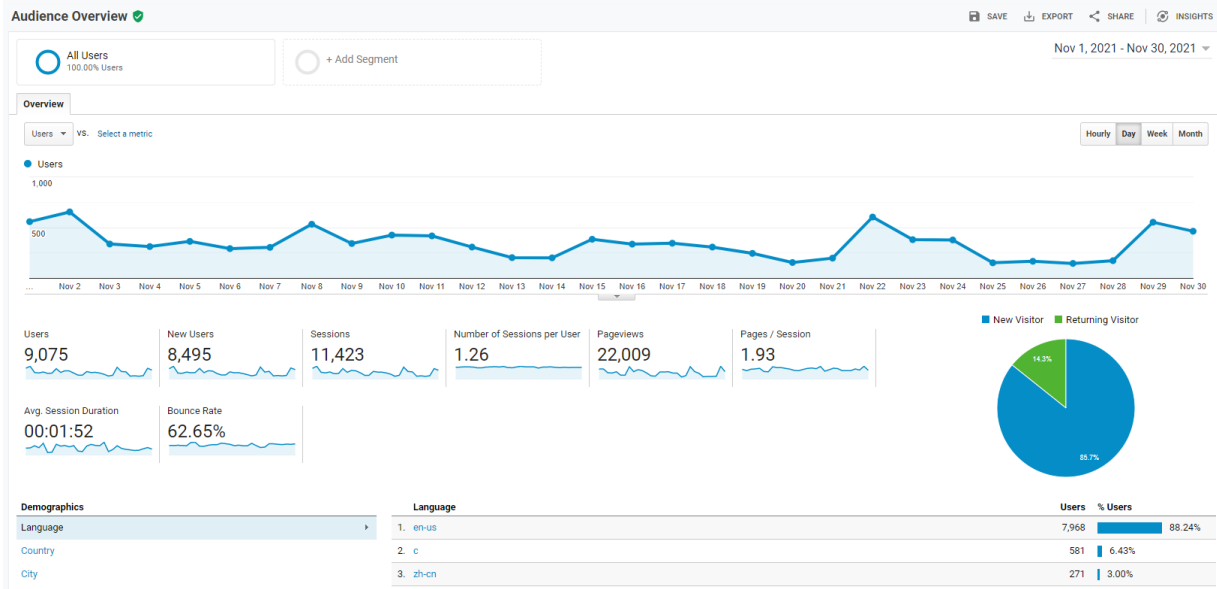 Audience Overview
SAVE EXPORT SHARE INSIGHTS
All Users
100.00% Users
+ Add Segment
Nov 1, 2021 - Nov 30, 2021
Overview
Users VS. Select a metric
Hourly Day Week Month
Users
1,000
500
... Nov 2 Nov 3 Nov 4 Nov 5 Nov 6 Nov 7 Nov 8 Nov 9 Nov 10 Nov 11 Nov 12 Nov 13 Nov 14 Nov 15 Nov 16 Nov 17 Nov 18 Nov 19 Nov 20 Nov 21 Nov 22 Nov 23 Nov 24 Nov 25 Nov 26 Nov 27 Nov 28 Nov 29 Nov 30
New Visitor Returning Visitor
Users New Users Sessions Number of Sessions per User Pageviews Pages / Session
9,075 8,495 11,423 1.26 22,009 1.93
14.3%
85.7%
Avg. Session Duration Bounce Rate
00:01:52 62.65%
Demographics
Language
Country
City
Language Users % Users
1. en-us 7,968 88.24%
2. c 581 6.43%
3. zh-cn 271 3.00%